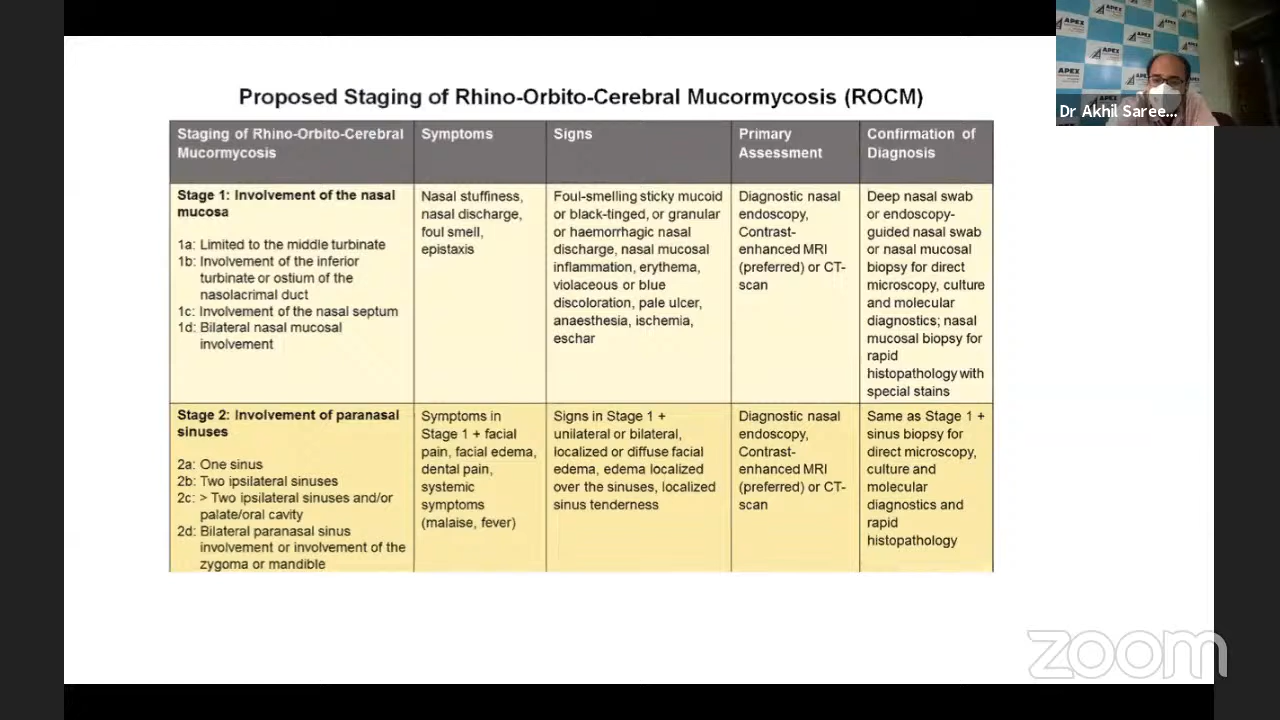 Proposed Staging of Rhino-Orbito-Cerebral Mucormycosis (ROCM)
Staging of Rhino-Orbito-Cerebral
Mucormycosis
Symptoms
Signs
Primary
Assessment
Confirmation of
Diagnosis
Stage 1: Involvement of the nasal
mucosa
1a: Limited to the middle turbinate
1b: Involvement of the inferior
turbinate or ostium of the
nasolacrimal duct
1c: Involvement of the nasal septum
1d: Bilateral nasal mucosal
involvement
Nasal stuffiness,
nasal discharge,
foul smell,
epistaxis
Foul-smelling sticky mucoid
or black-tinged, or granular
or haemorrhagic nasal
discharge, nasal mucosal
inflammation, erythema,
violaceous or blue
discoloration, pale ulcer,
anaesthesia, ischemia,
eschar
Diagnostic nasal
endoscopy,
Contrast-
enhanced MRI
(preferred) or CT-
scan
Deep nasal swab
or endoscopy-
guided nasal swab
or nasal mucosal
biopsy for direct
microscopy, culture
and molecular
diagnostics; nasal
mucosal biopsy for
rapid
histopathology with
special stains
Stage 2: Involvement of paranasal
sinuses
2a: One sinus
2b: Two ipsilateral sinuses
2c: > Two ipsilateral sinuses and/or
palate/oral cavity
2d: Bilateral paranasal sinus
involvement or involvement of the
zygoma or mandible
Symptoms in
Stage 1 + facial
pain, facial edema,
dental pain,
systemic
symptoms
(malaise, fever)
Signs in Stage 1 +
unilateral or bilateral,
localized or diffuse facial
edema, edema localized
over the sinuses, localized
sinus tenderness
Diagnostic nasal
endoscopy,
Contrast-
enhanced MRI
(preferred) or CT-
scan
Same as Stage 1 +
sinus biopsy for
direct microscopy,
culture and
molecular
diagnostics and
rapid
histopathology
APEX
APEX
APEX
APEX
Dr Akhil Saree...
zoom